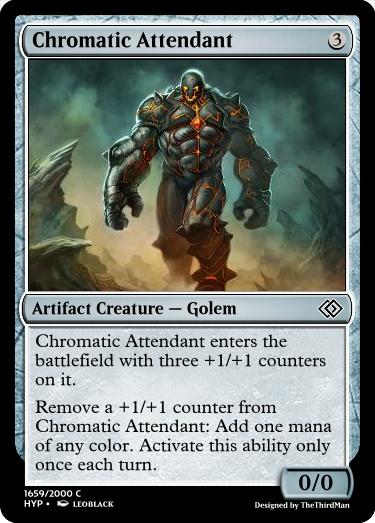 Chromatic Attendant 3
Artifact Creature — Golem
Chromatic Attendant enters the
battlefield with three +1/+1 counters
on it.
Remove a +1/+1 counter from
Chromatic Attendant: Add one mana
of any color. Activate this ability only
once each turn.
0/0
1659/2000 C
HYP • LEOBLACK
Designed by TheThirdMan